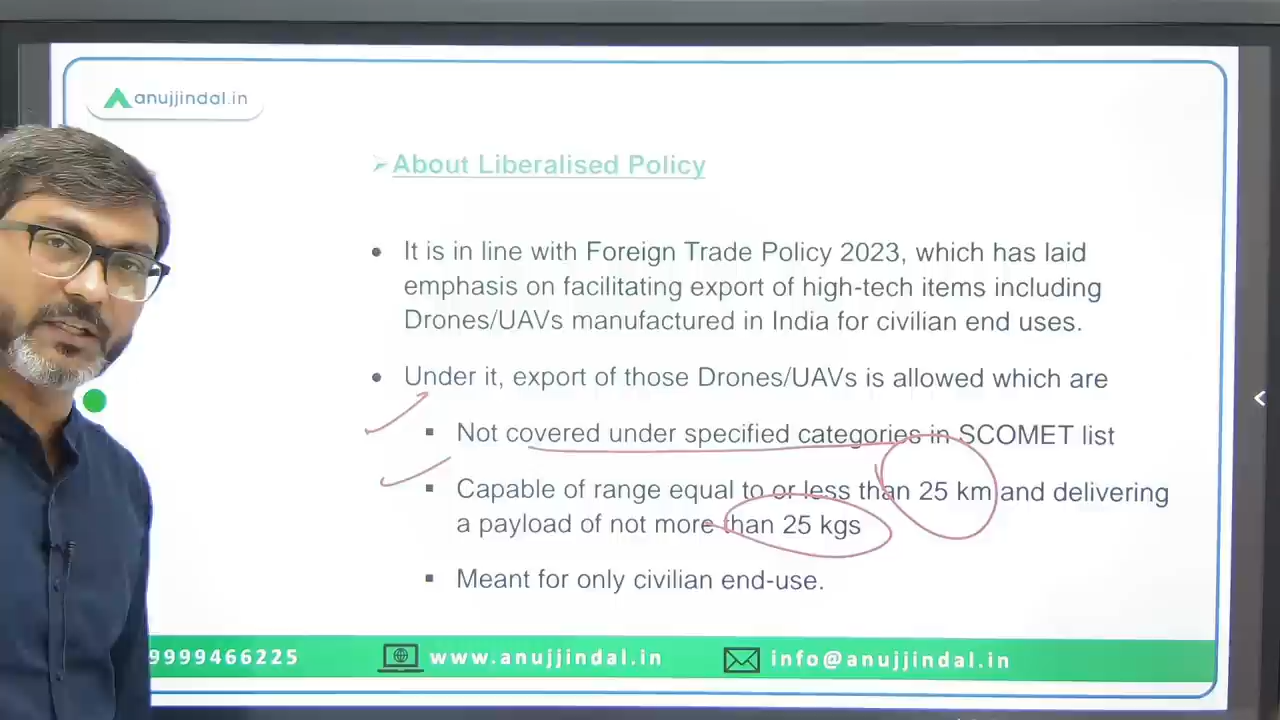 anujjindal.in
About Liberalised Policy
It is in line with Foreign Trade Policy 2023, which has laid
emphasis on facilitating export of high-tech items including
Drones/UAVs manufactured in India for civilian end uses.
Under it, export of those Drones/UAVs is allowed which are
Not covered under specified categories in SCOMET list
Capable of range equal to or less than 25 km and delivering
a payload of not more than 25 kgs
Meant for only civilian end-use.
9999466225 www.anujjindal.in info@anujjindal.in